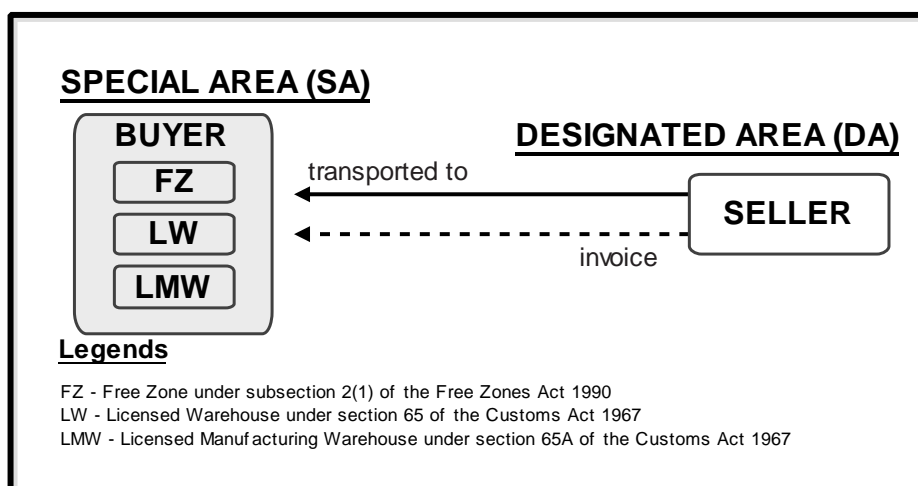 SPECIAL AREA (SA)
BUYER
FZ
LW
LMW
DESIGNATED AREA (DA)
transported to
SELLER
invoice
Legends
FZ - Free Zone under subsection 2(1) of the Free Zones Act 1990
LW - Licensed Warehouse under section 65 of the Customs Act 1967
LMW - Licensed Manufacturing Warehouse under section 65A of the Customs Act 1967